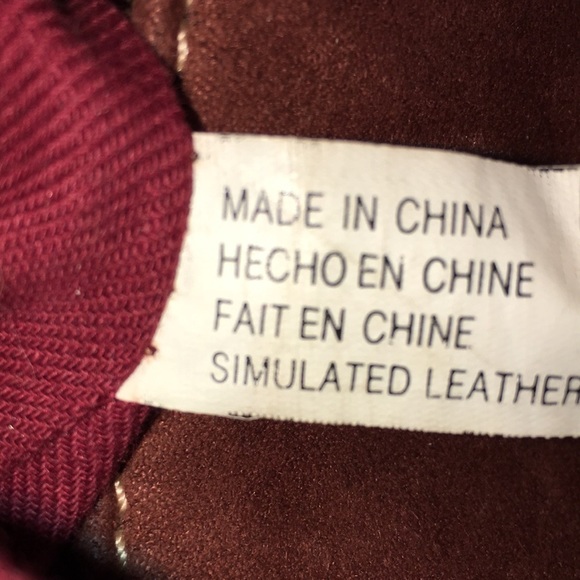 MADE IN CHINA
HECHO EN CHINE
FAIT EN CHINE
SIMULATED LEATHER